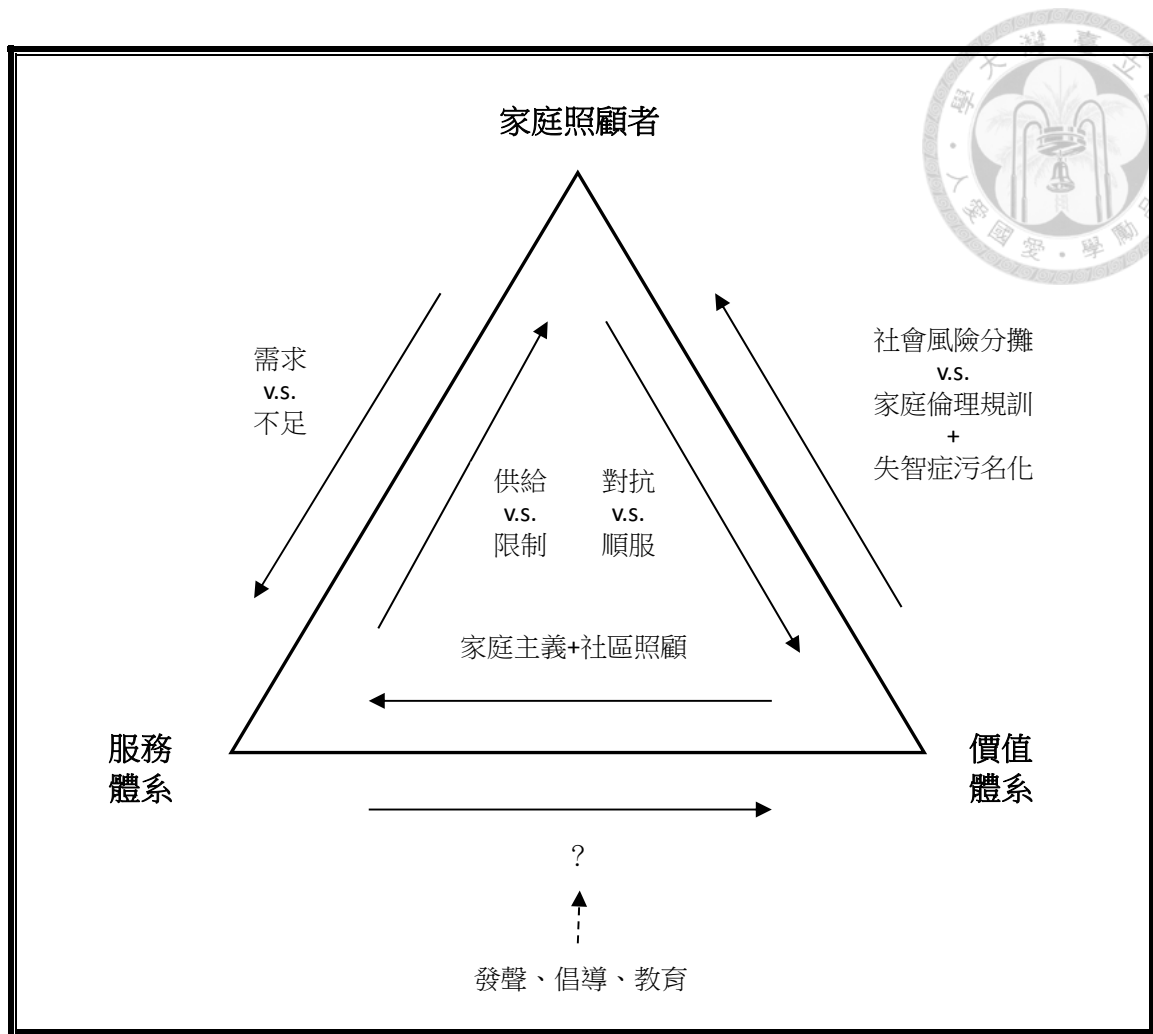 家庭照顧者
需求
v.s.
不足
社會風險分攤
v.s.
家庭倫理規訓
+
失智症污名化
供給
v.s.
限制
對抗
v.s.
順服
家庭主義+社區照顧
服務
體系
價值
體系
?
發聲、倡導、教育